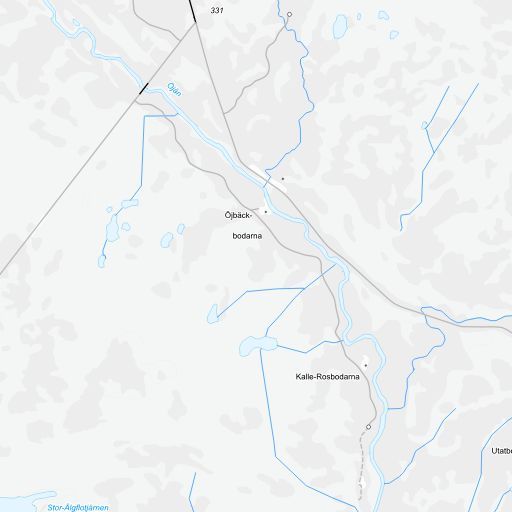 331
Öjån
Öjbäck-
bodarna
Kalle-Rosbodarna
Utatbo
Stor-Älgflotjärnen